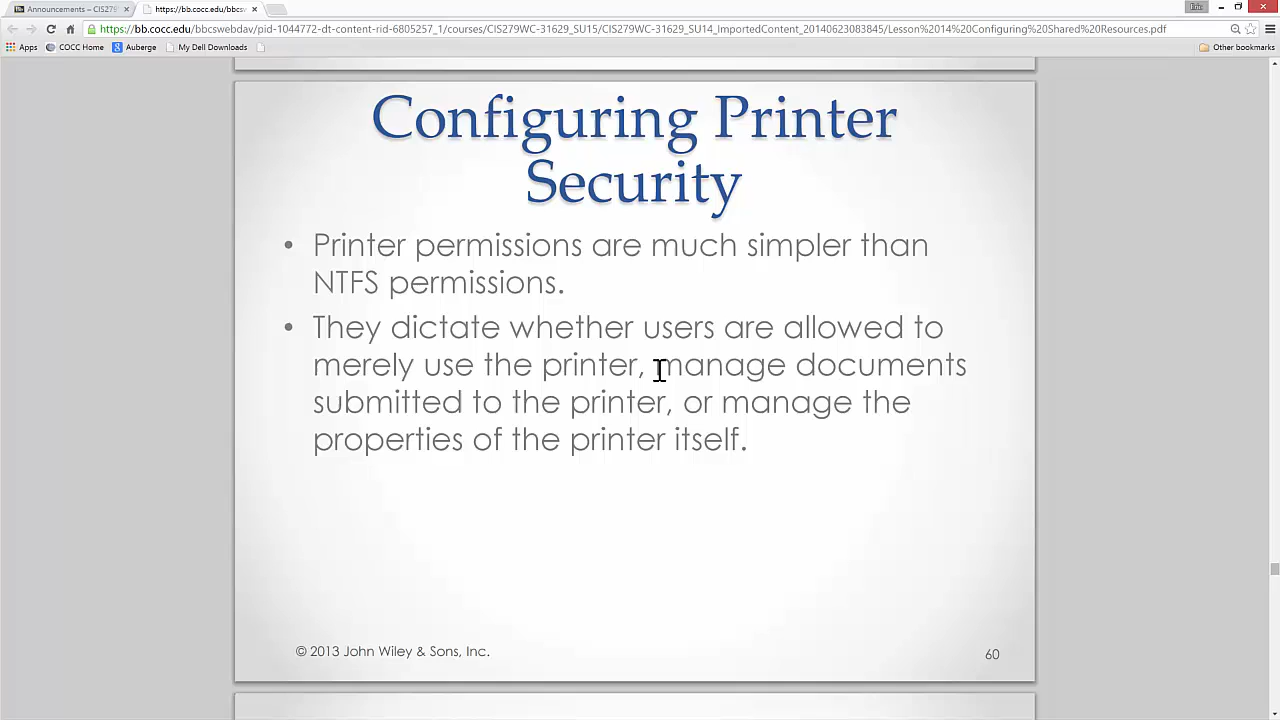 Announcements – CIS279
https://bb.cocc.edu/bbcsw
https://bb.cocc.edu/bbcswebdav/pid-1044772-dt-content-rid-6805257_1/courses/CIS279WC-31629_SU15/CIS279WC-31629_SU14_ImportedContent_20140623083845/Lesson%2014%20Configuring%20Shared%20Resources.pdf
Apps COCC Home Auberge My Dell Downloads Other bookmarks
Configuring Printer
Security
• Printer permissions are much simpler than
NTFS permissions.
• They dictate whether users are allowed to
merely use the printer, manage documents
submitted to the printer, or manage the
properties of the printer itself.
© 2013 John Wiley & Sons, Inc.
60